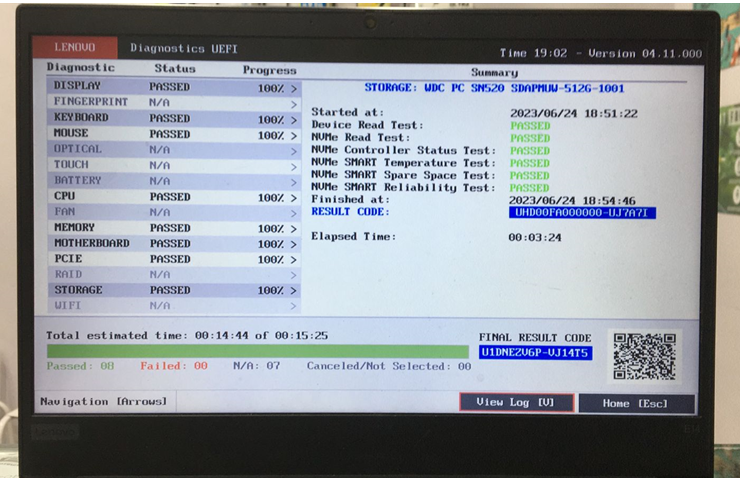 LENOVO Diagnostics UEFI Time 19:02 - Version 04.11.000
Diagnostic Status Progress Summary
DISPLAY PASSED 100% >
FINGERPRINT N/A >
KEYBOARD PASSED 100% >
MOUSE PASSED 100% >
OPTICAL N/A >
TOUCH N/A >
BATTERY N/A >
CPU PASSED 100% >
FAN N/A >
MEMORY PASSED 100% >
MOTHERBOARD PASSED 100% >
PCIE PASSED 100% >
RAID N/A >
STORAGE PASSED 100% >
WIFI N/A >
STORAGE: WDC PC SN520 SDAPMUW-512G-1001
Started at: 2023/06/24 18:51:22
Device Read Test: PASSED
NVMe Read Test: PASSED
NVMe Controller Status Test: PASSED
NVMe SMART Temperature Test: PASSED
NVMe SMART Spare Space Test: PASSED
NVMe SMART Reliability Test: PASSED
Finished at: 2023/06/24 18:54:46
RESULT CODE: UHD00FA000000-UJ7A7I
Elapsed Time: 00:03:24
Total estimated time: 00:14:44 of 00:15:25
Passed: 08 Failed: 00 N/A: 07 Canceled/Not Selected: 00
FINAL RESULT CODE
U1DNEZV6P-VJ14T5
Navigation [Arrows] View Log [V] Home [Esc]